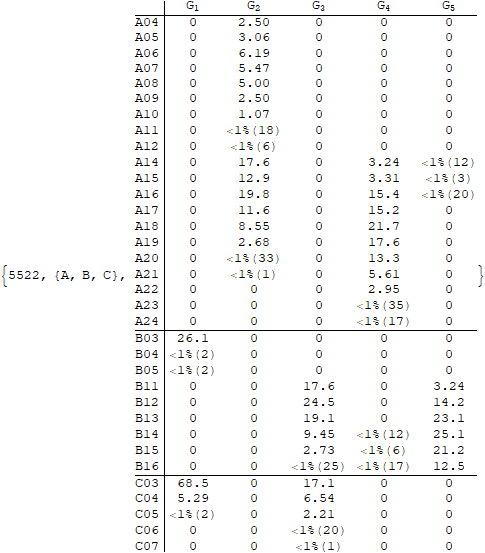 G1 G2 G3 G4 G5
A04 0 2.50 0 0 0
A05 0 3.06 0 0 0
A06 0 6.19 0 0 0
A07 0 5.47 0 0 0
A08 0 5.00 0 0 0
A09 0 2.50 0 0 0
A10 0 1.07 0 0 0
A11 0 <1%(18) 0 0 0
A12 0 <1%(6) 0 0 0
A14 0 17.6 0 3.24 <1%(12)
A15 0 12.9 0 3.31 <1%(3)
A16 0 19.8 0 15.4 <1%(20)
A17 0 11.6 0 15.2 0
A18 0 8.55 0 21.7 0
A19 0 2.68 0 17.6 0
A20 0 <1%(33) 0 13.3 0
{5522, {A, B, C}, A21 0 <1%(1) 0 5.61 0 }
A22 0 0 0 2.95 0
A23 0 0 0 <1%(35) 0
A24 0 0 0 <1%(17) 0
B03 26.1 0 0 0 0
B04 <1%(2) 0 0 0 0
B05 <1%(2) 0 0 0 0
B11 0 0 17.6 0 3.24
B12 0 0 24.5 0 14.2
B13 0 0 19.1 0 23.1
B14 0 0 9.45 <1%(12) 25.1
B15 0 0 2.73 <1%(6) 21.2
B16 0 0 <1%(25) <1%(17) 12.5
C03 68.5 0 17.1 0 0
C04 5.29 0 6.54 0 0
C05 <1%(2) 0 2.21 0 0
C06 0 0 <1%(20) 0 0
C07 0 0 <1%(1) 0 0